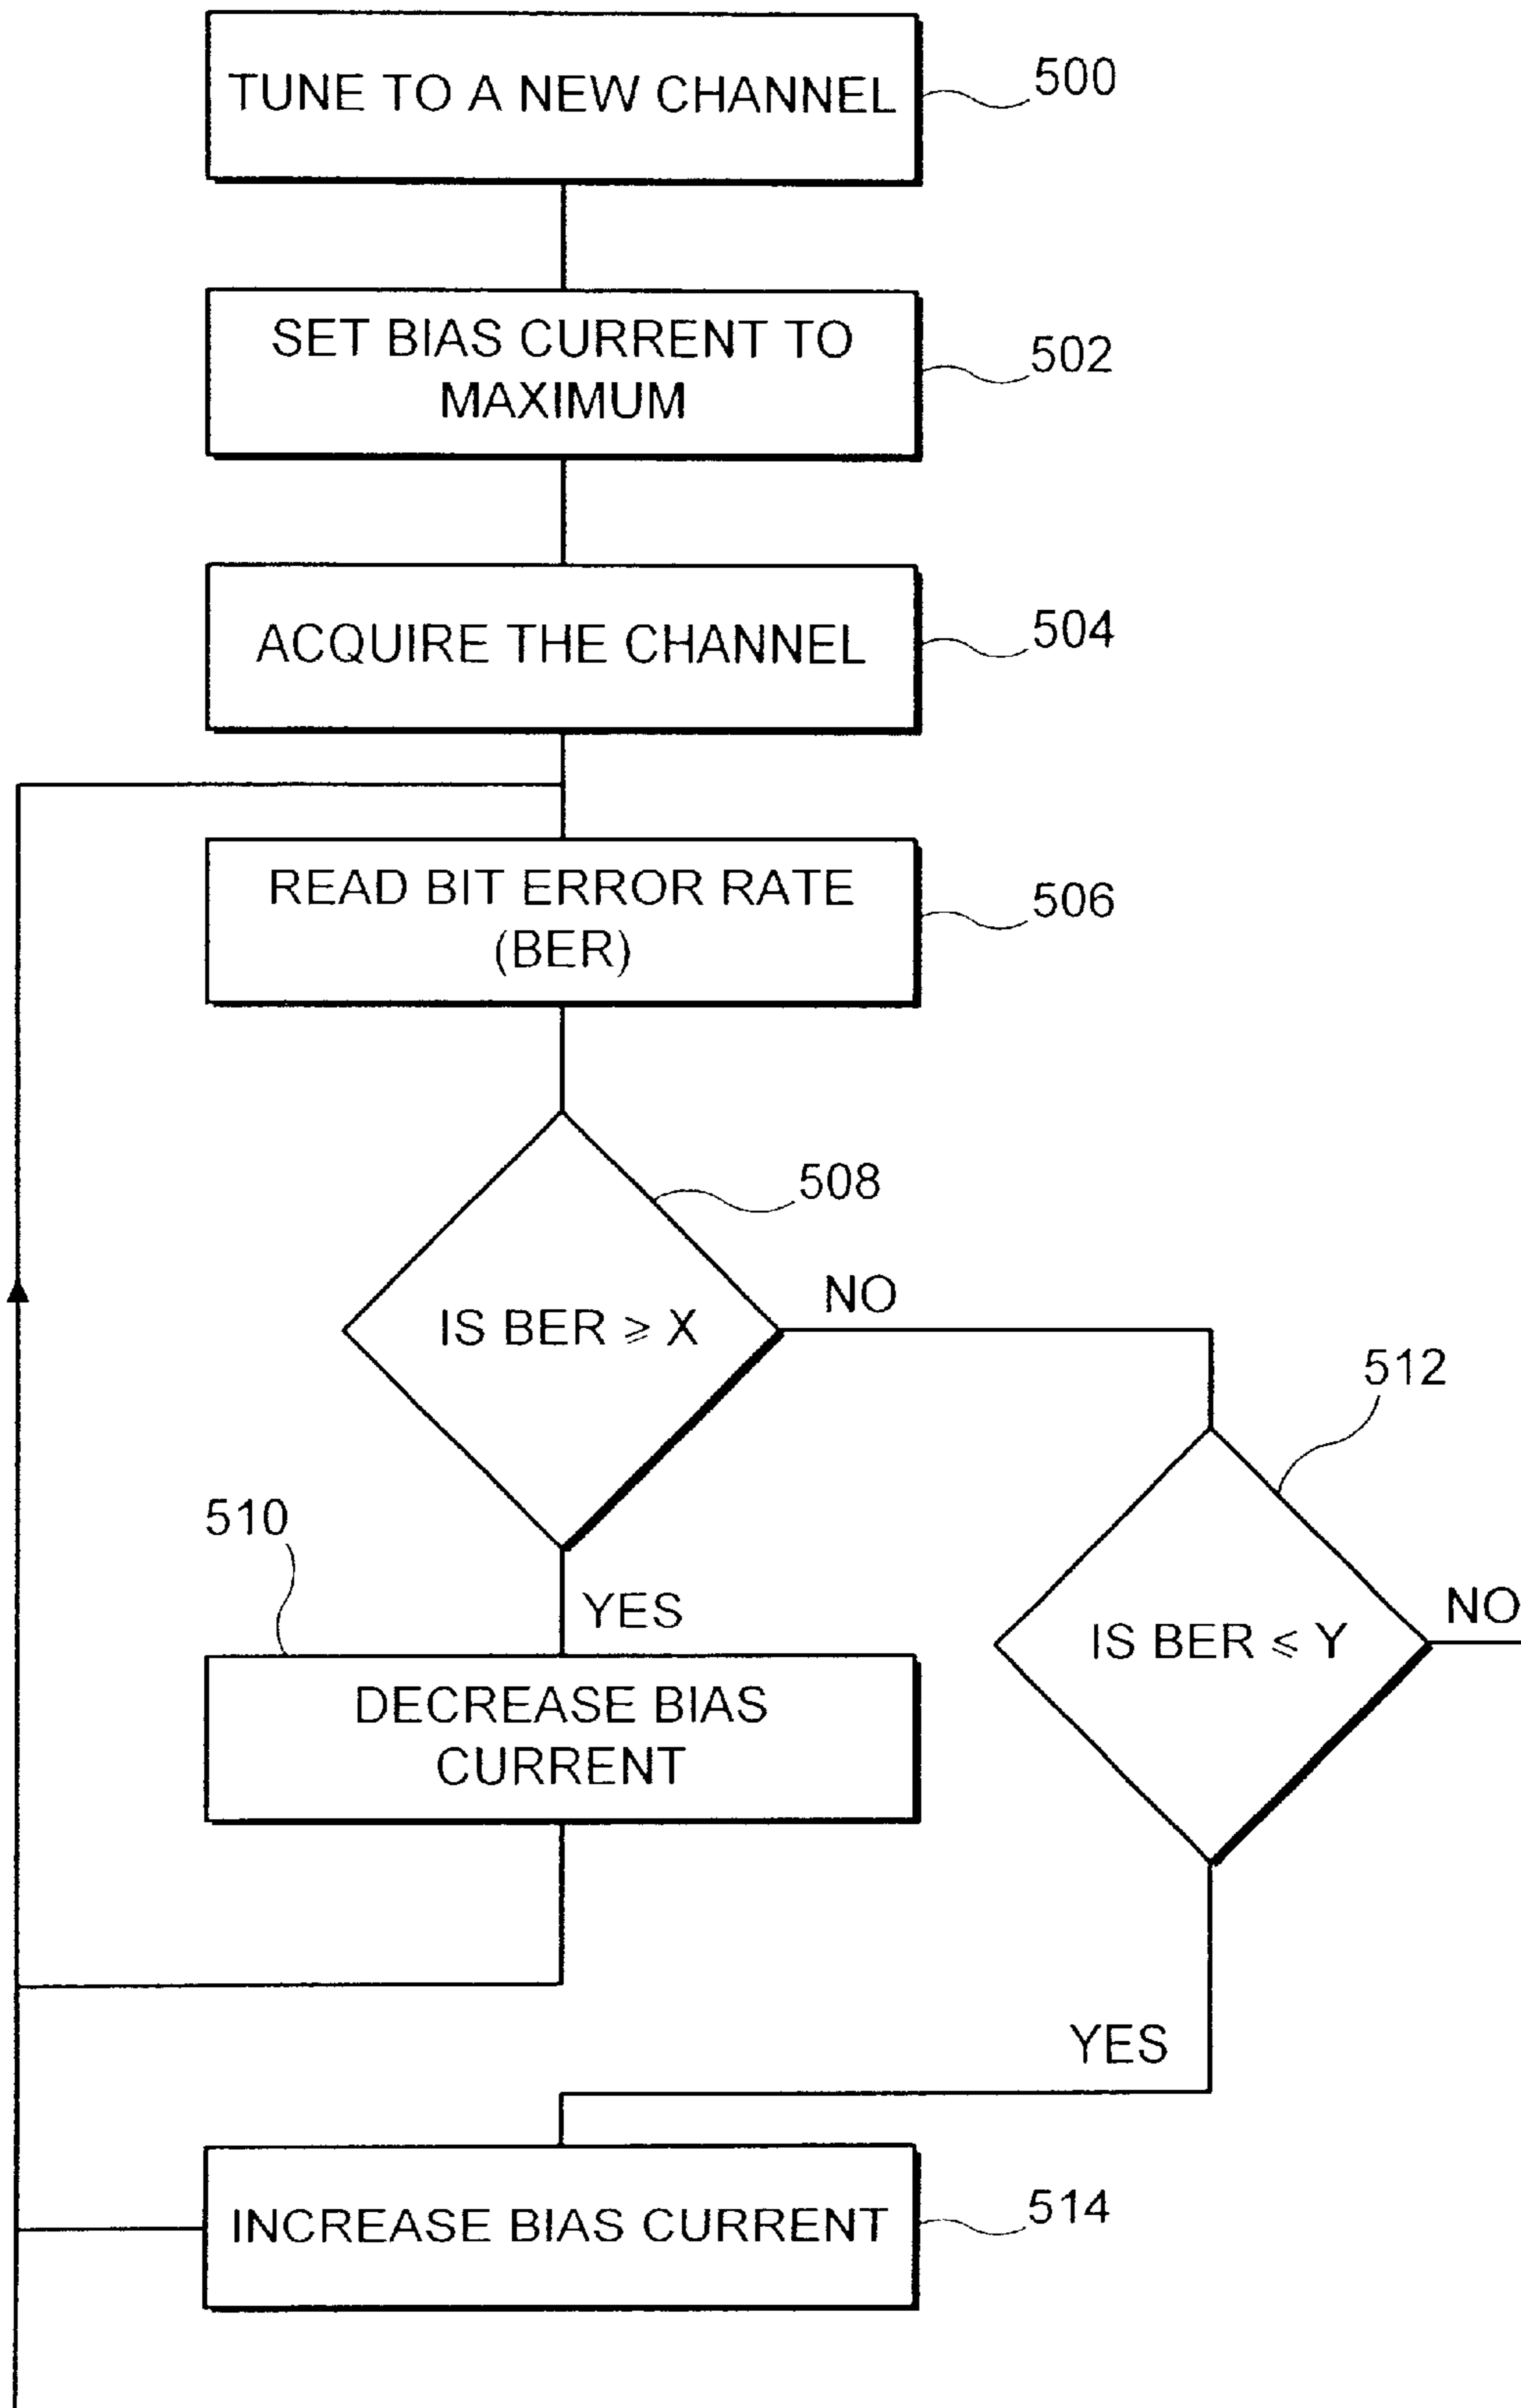 TUNE TO A NEW CHANNEL
500
SET BIAS CURRENT TO
MAXIMUM
502
ACQUIRE THE CHANNEL
504
READ BIT ERROR RATE
(BER)
506
508
IS BER ⩾ X
NO
512
510
YES
IS BER ⩽ Y
NO
DECREASE BIAS
CURRENT
YES
INCREASE BIAS CURRENT
514